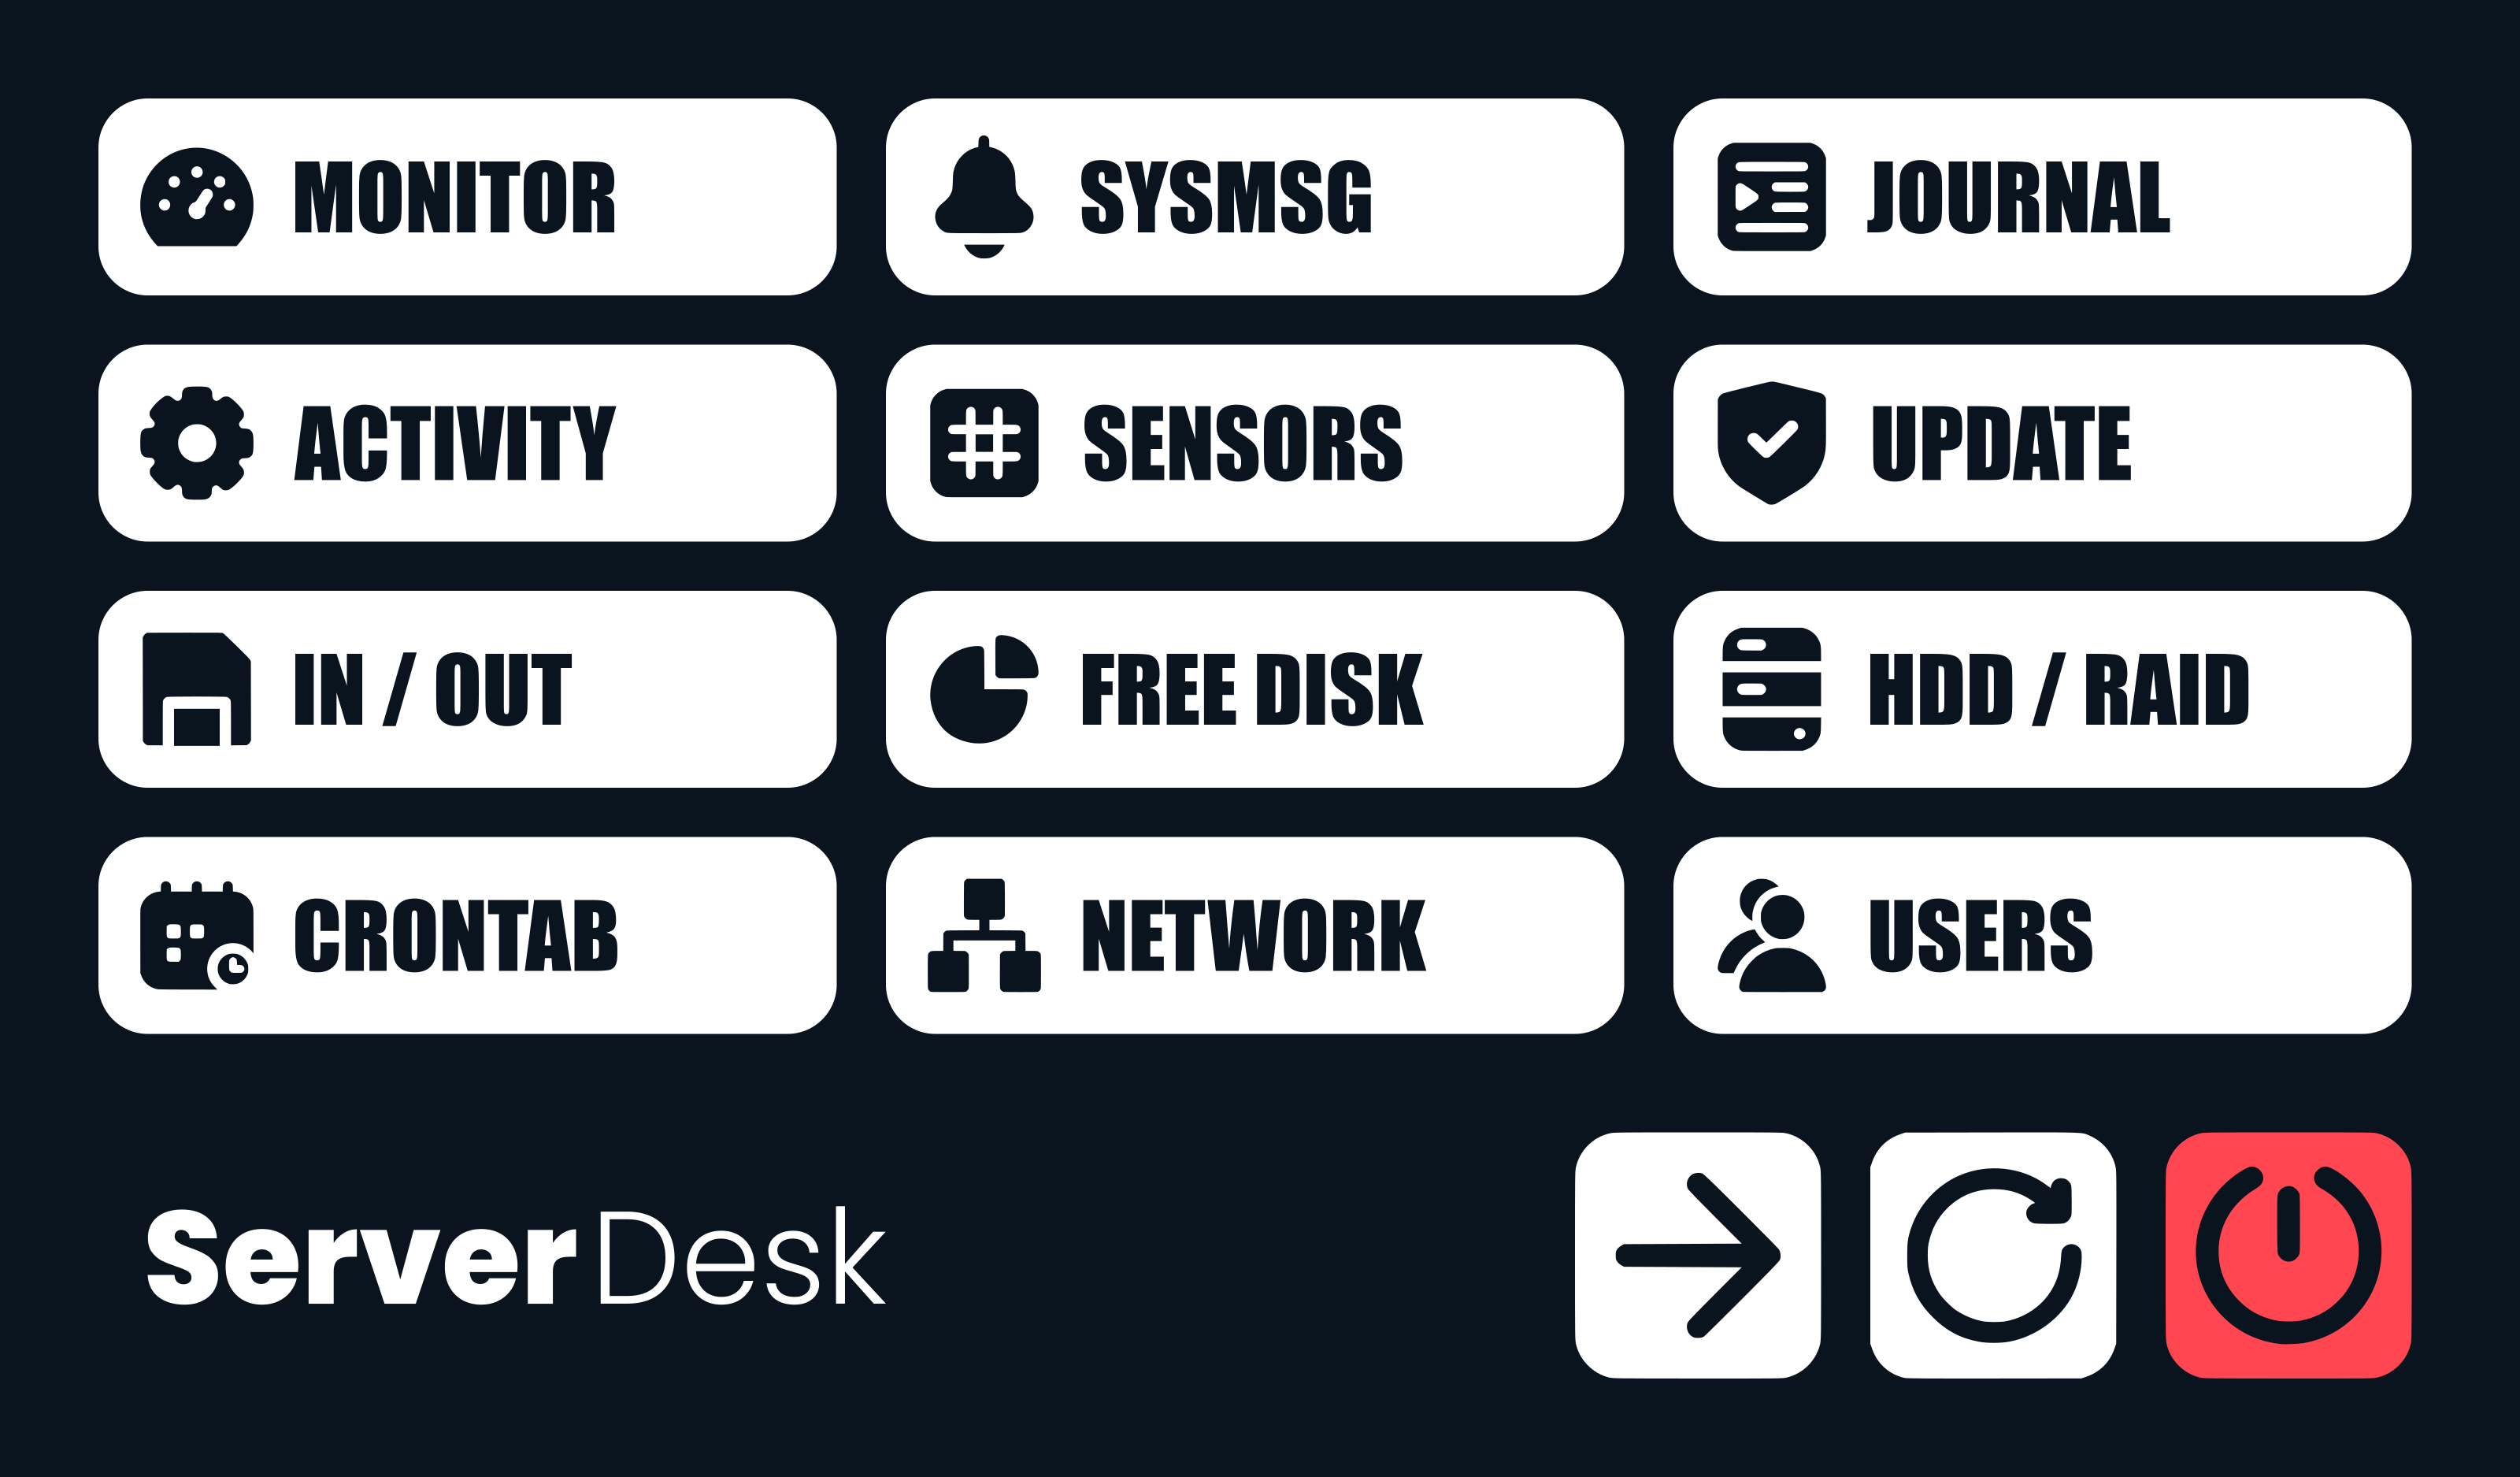 MONITOR
SYSMSG
JOURNAL
ACTIVITY
SENSORS
UPDATE
IN / OUT
FREE DISK
HDD / RAID
CRONTAB
NETWORK
USERS
ServerDesk